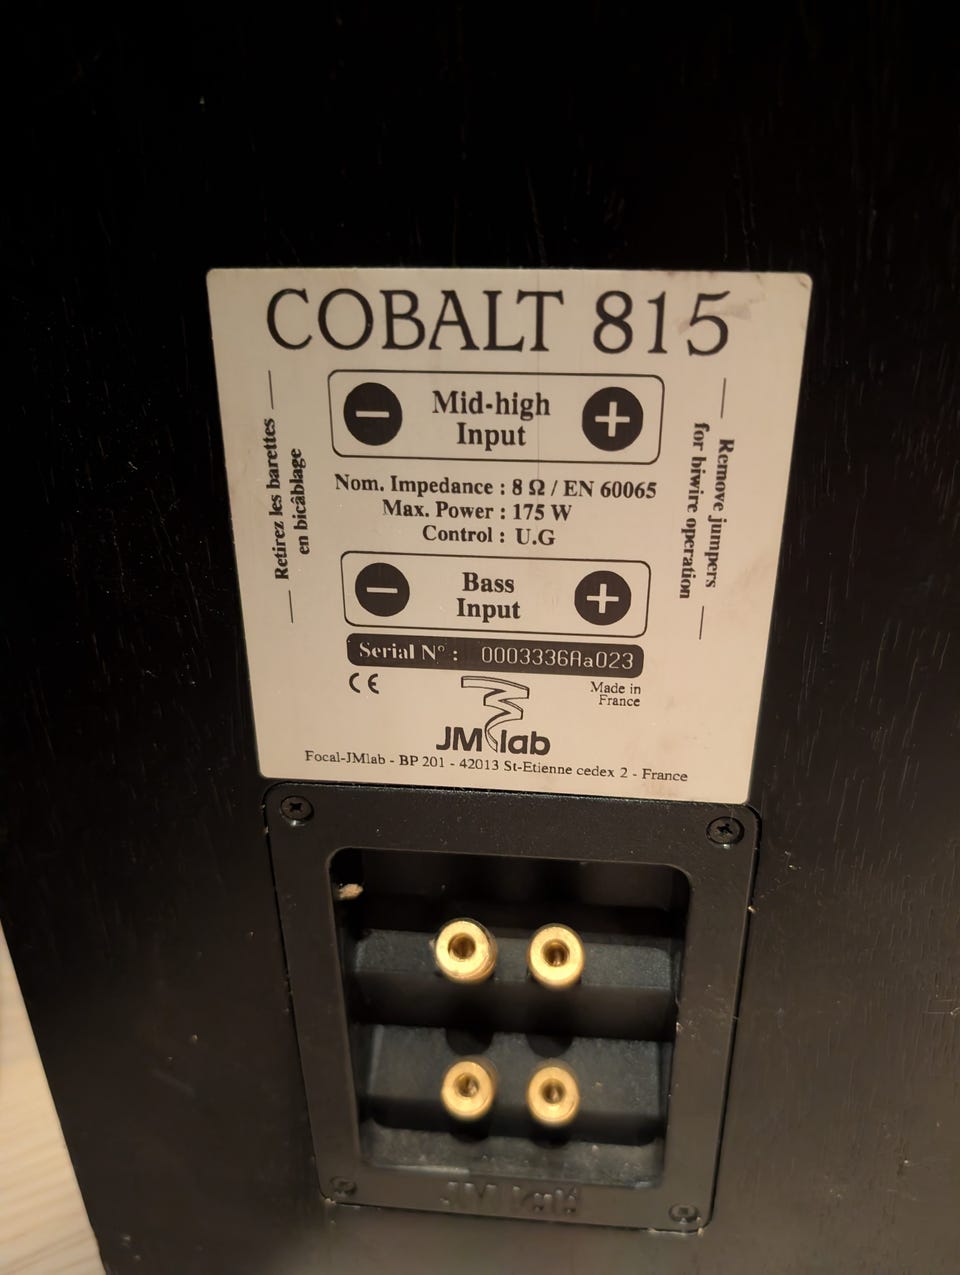 COBALT 815
Retirez les barettes
en bicâblage
− Mid-high +
Input
Nom. Impedance : 8 Ω / EN 60065
Max. Power : 175 W
Control : U.G
Remove jumpers
for biwire operation
− Bass +
Input
Serial N° : 0003336Aa023
CE
Made in
France
JMlab
Focal-JMlab - BP 201 - 42013 St-Etienne cedex 2 - France
JM lab